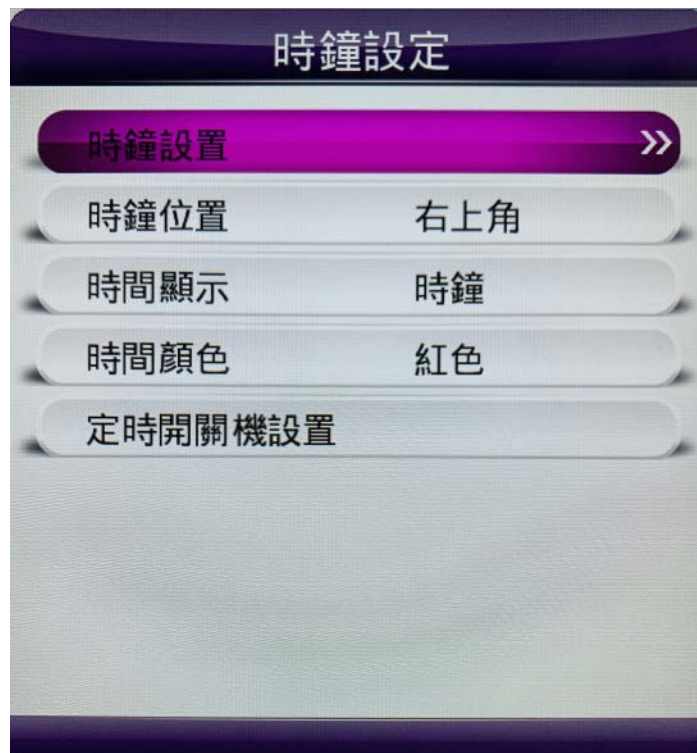 時鐘設定
時鐘設置 »
時鐘位置 右上角
時間顯示 時鐘
時間顏色 紅色
定時開關機設置